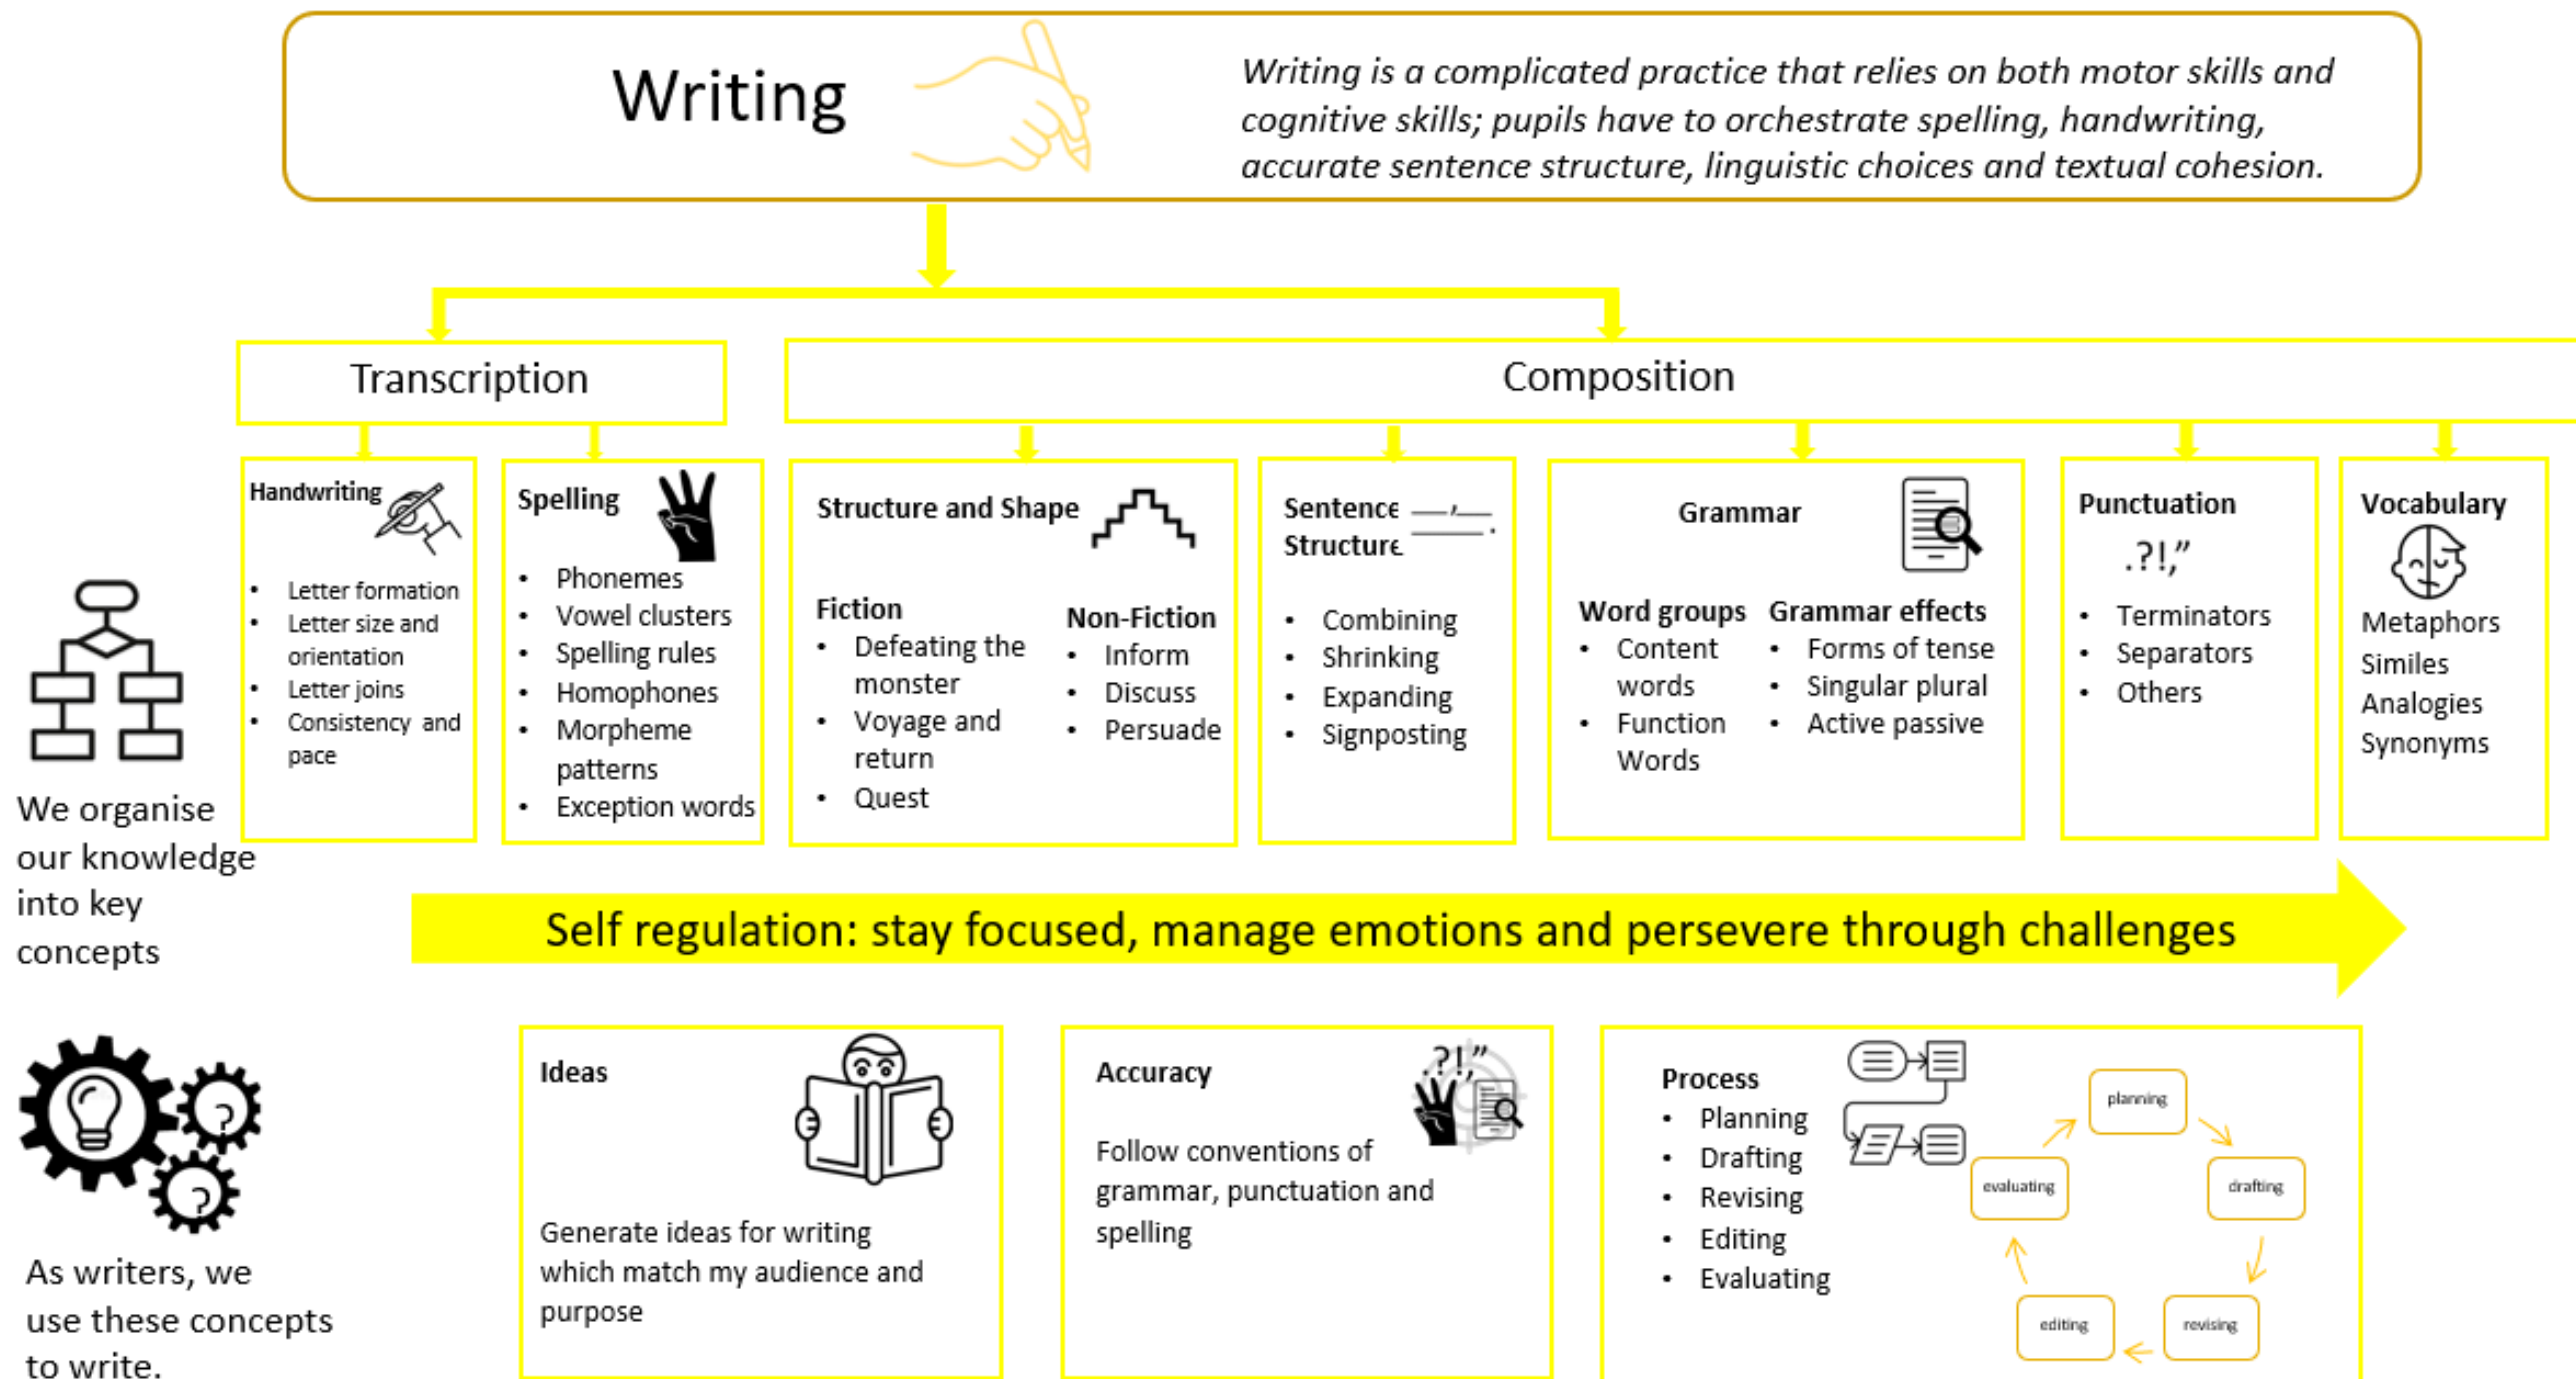 Writing
Writing is a complicated practice that relies on both motor skills and
cognitive skills; pupils have to orchestrate spelling, handwriting,
accurate sentence structure, linguistic choices and textual cohesion.
Transcription
Composition
Handwriting
• Letter formation
• Letter size and
orientation
• Letter joins
• Consistency and
pace
Spelling
• Phonemes
• Vowel clusters
• Spelling rules
• Homophones
• Morpheme
patterns
• Exception words
Structure and Shape
Fiction
• Defeating the
monster
• Voyage and
return
• Quest
Non-Fiction
• Inform
• Discuss
• Persuade
Sentence
Structure
• Combining
• Shrinking
• Expanding
• Signposting
Grammar
Word groups
• Content
words
• Function
Words
Grammar effects
• Forms of tense
• Singular plural
• Active passive
Punctuation
.?!,”
• Terminators
• Separators
• Others
Vocabulary
Metaphors
Similes
Analogies
Synonyms
We organise
our knowledge
into key
concepts
Self regulation: stay focused, manage emotions and persevere through challenges
?
?
As writers, we
use these concepts
to write.
Ideas
Generate ideas for writing
which match my audience and
purpose
Accuracy
.?!,”
Follow conventions of
grammar, punctuation and
spelling
Process
• Planning
• Drafting
• Revising
• Editing
• Evaluating
planning
drafting
revising
editing
evaluating